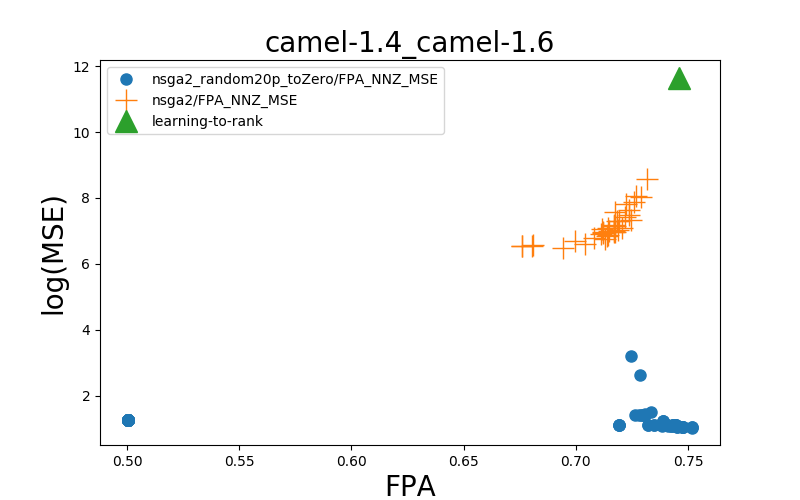 camel-1.4_camel-1.6
nsga2_random20p_toZero/FPA_NNZ_MSE
nsga2/FPA_NNZ_MSE
learning-to-rank
log(MSE)
12
10
8
6
4
2
0.50 0.55 0.60 0.65 0.70 0.75
FPA